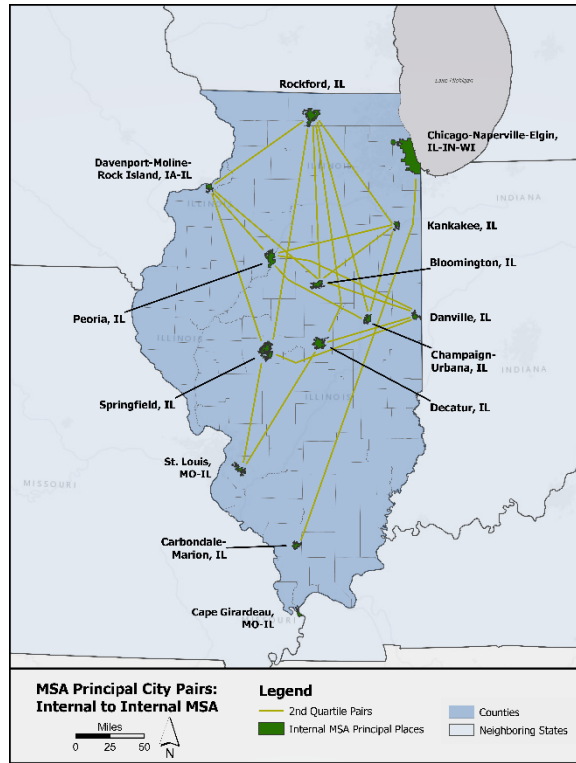 Lake Michigan
Rockford, IL
Chicago-Naperville-Elgin,
IL-IN-WI
ILLINOIS
Davenport-Moline-
Rock Island, IA-IL
ILLINOIS
INDIANA
Kankakee, IL
Bloomington, IL
Peoria, IL
Danville, IL
ILLINOIS
Champaign-
Urbana, IL
INDIANA
Springfield, IL
ILLINOIS
Decatur, IL
St. Louis,
MO-IL
MISSOURI
Carbondale-
Marion, IL
Cape Girardeau,
MO-IL
MISSOURI
MSA Principal City Pairs:
Internal to Internal MSA
Miles
0 25 50
N
Legend
2nd Quartile Pairs
Internal MSA Principal Places
Counties
Neighboring States